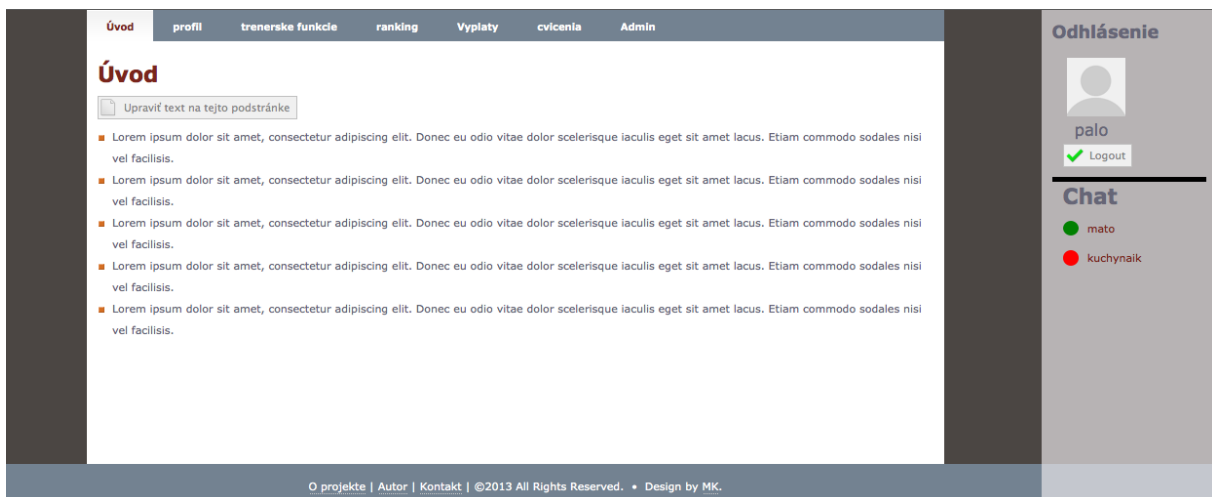 Úvod profil trenerske funkcie ranking Vyplaty cvicenia Admin
Úvod
Upraviť text na tejto podstránke
Lorem ipsum dolor sit amet, consectetur adipiscing elit. Donec eu odio vitae dolor scelerisque iaculis eget sit amet lacus. Etiam commodo sodales nisi
vel facilisis.
Lorem ipsum dolor sit amet, consectetur adipiscing elit. Donec eu odio vitae dolor scelerisque iaculis eget sit amet lacus. Etiam commodo sodales nisi
vel facilisis.
Lorem ipsum dolor sit amet, consectetur adipiscing elit. Donec eu odio vitae dolor scelerisque iaculis eget sit amet lacus. Etiam commodo sodales nisi
vel facilisis.
Lorem ipsum dolor sit amet, consectetur adipiscing elit. Donec eu odio vitae dolor scelerisque iaculis eget sit amet lacus. Etiam commodo sodales nisi
vel facilisis.
Lorem ipsum dolor sit amet, consectetur adipiscing elit. Donec eu odio vitae dolor scelerisque iaculis eget sit amet lacus. Etiam commodo sodales nisi
vel facilisis.
Odhlásenie
palo
Logout
Chat
mato
kuchynaik
O projekte | Autor | Kontakt | ©2013 All Rights Reserved. • Design by MK.